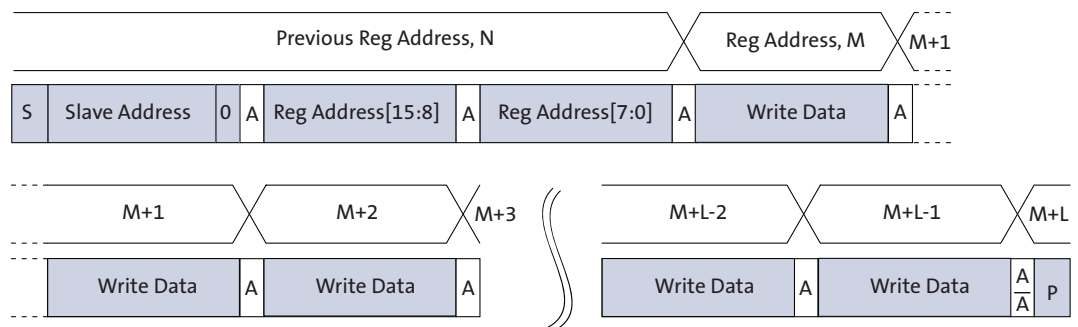 Previous Reg Address, N Reg Address, M M+1
S Slave Address 0 A Reg Address[15:8] A Reg Address[7:0] A Write Data A
M+1 M+2 M+3 M+L-2 M+L-1 M+L
Write Data A Write Data A Write Data A Write Data A/A̅ P